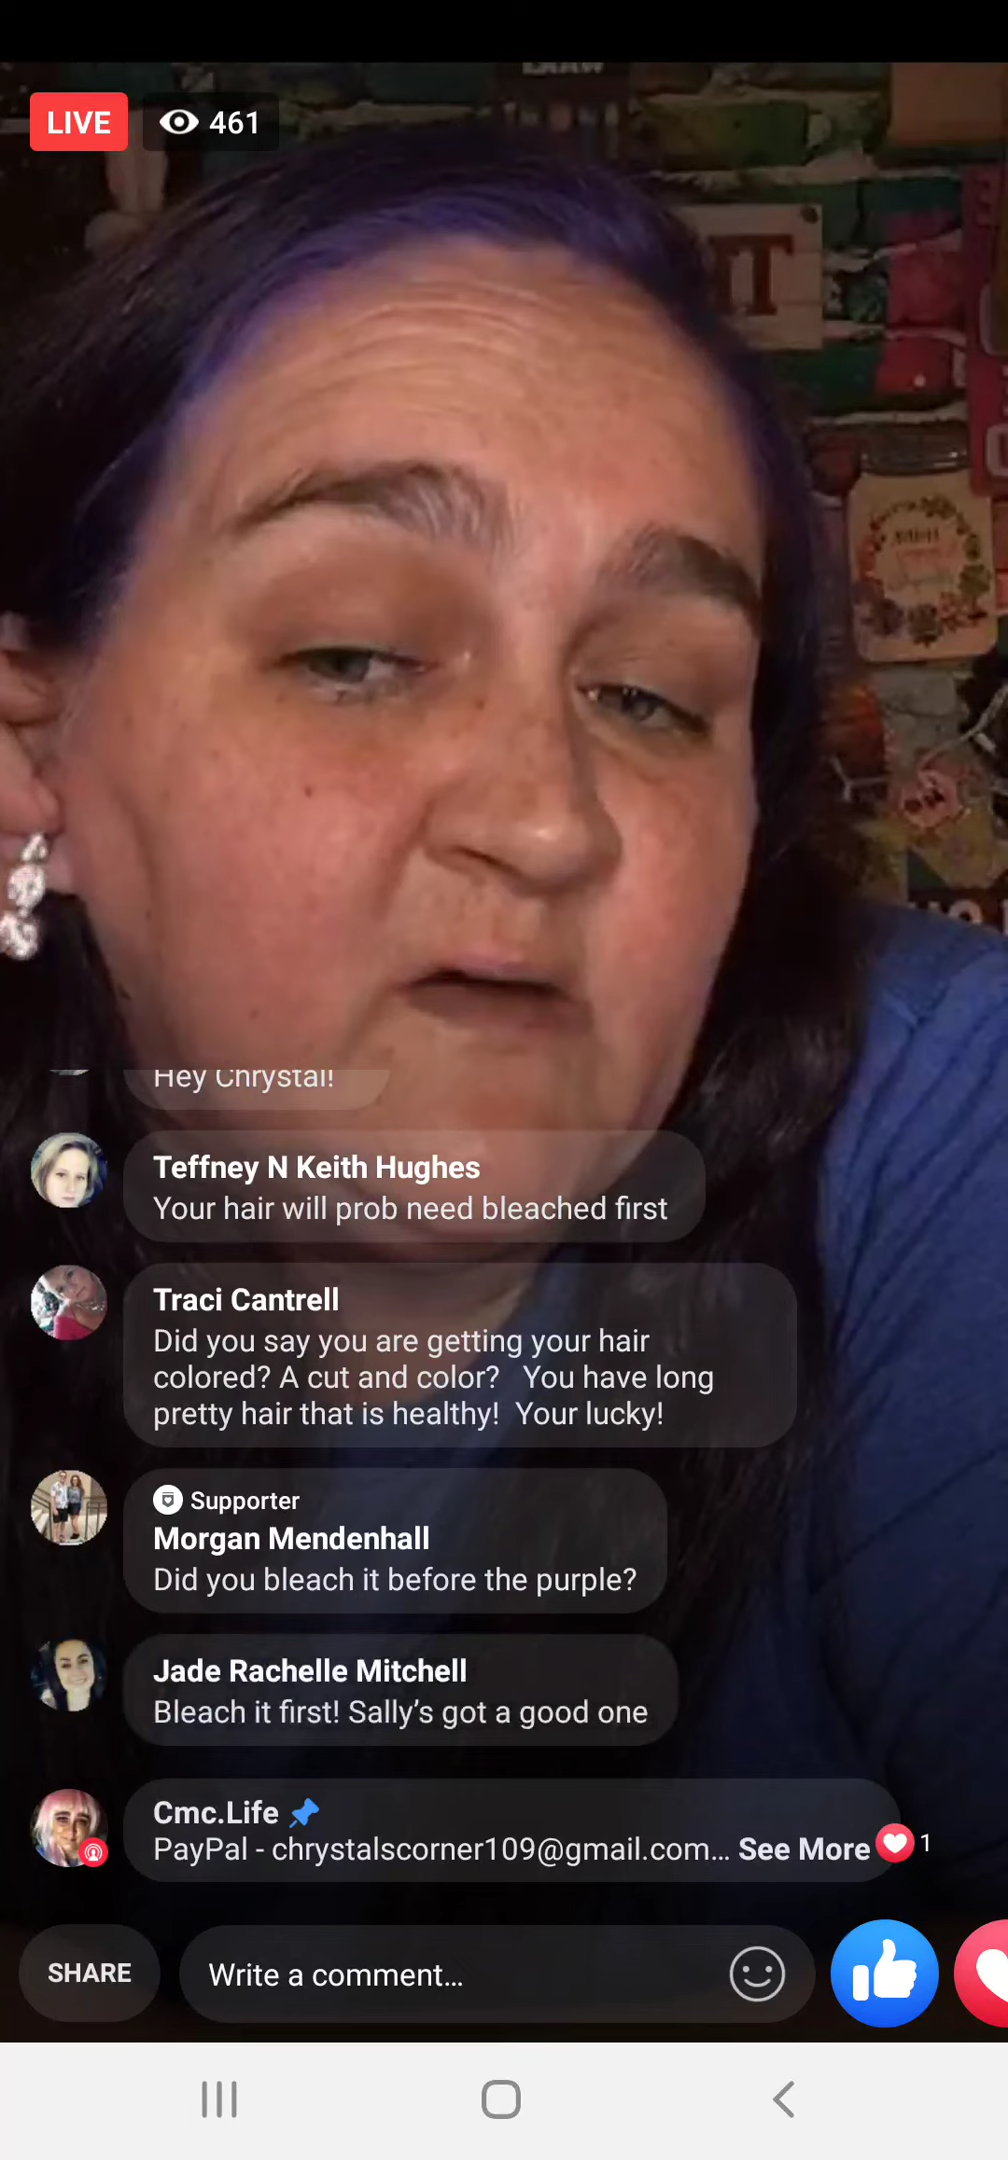 LIVE
461
IT
Hey Chrystal!
Teffney N Keith Hughes
Your hair will prob need bleached first
Traci Cantrell
Did you say you are getting your hair
colored? A cut and color? You have long
pretty hair that is healthy! Your lucky!
Supporter
Morgan Mendenhall
Did you bleach it before the purple?
Jade Rachelle Mitchell
Bleach it first! Sally's got a good one
Cmc.Life
PayPal - chrystalscorner109@gmail.com... See More
1
SHARE
Write a comment...